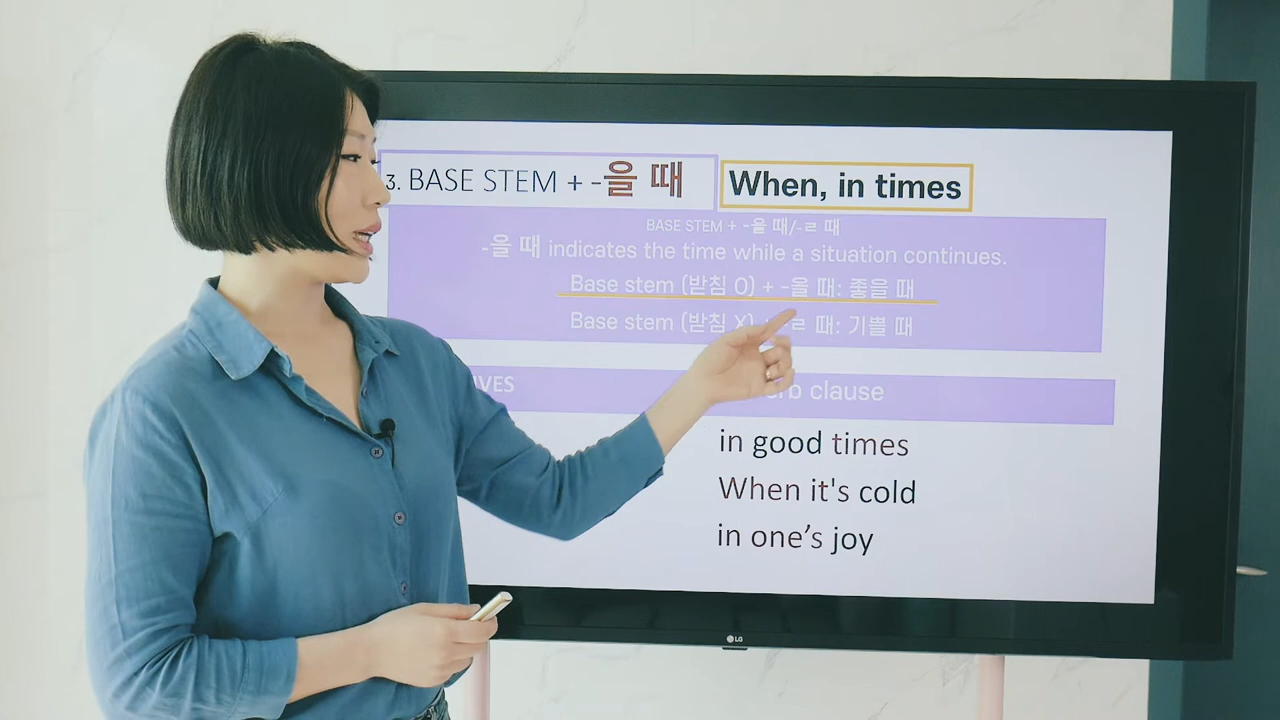 3. BASE STEM + -을 때
When, in times
BASE STEM + -을 때/-ㄹ 때
-을 때 indicates the time while a situation continues.
Base stem (받침 O) + -을 때: 좋을 때
Base stem (받침 X) + -ㄹ 때: 기쁠 때
clause
in good times
When it's cold
in one’s joy
LG